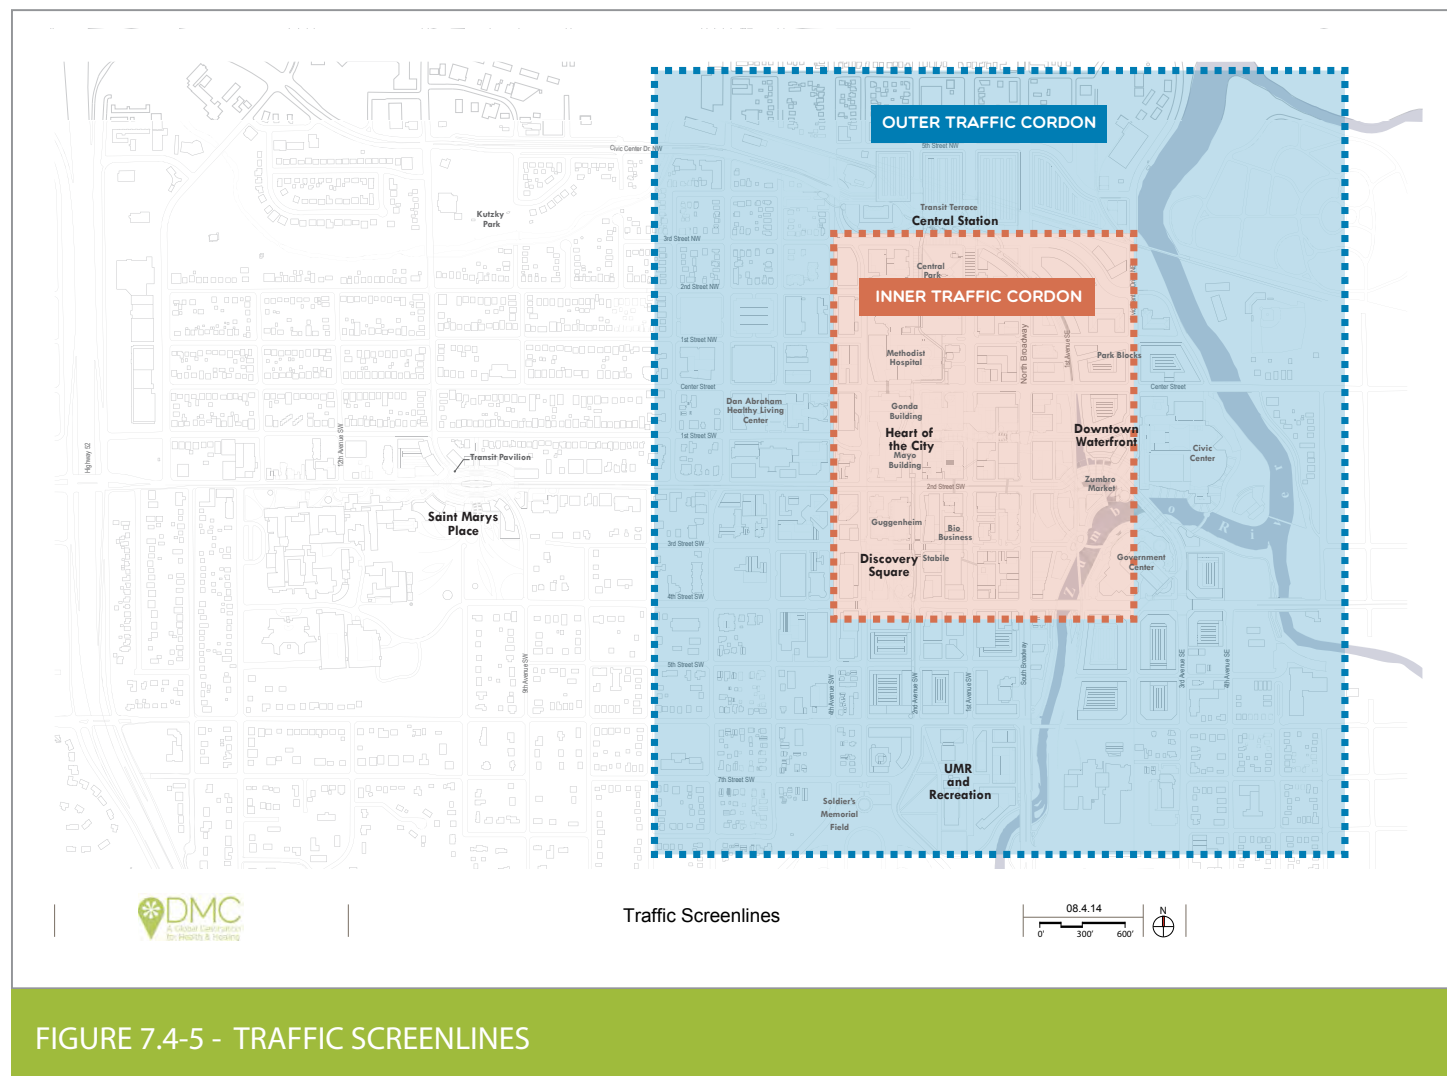 OUTER TRAFFIC CORDON
Civic Center Dr. NW
5th Street NW
Kutzky
Park
Transit Terrace
Central Station
3rd Street NW
Central
Park
2nd Street NW
INNER TRAFFIC CORDON
1st Street NW
North Broadway
1st Avenue SE
Methodist
Hospital
Park Blocks
Center Street
Center Street
Dan Abraham
Healthy Living
Center
Gonda
Building
1st Street SW
Heart of
the City
Mayo
Building
Downtown
Waterfront
Civic
Center
Highway 52
12th Avenue SW
Transit Pavilion
Zumbro
Market
2nd Street SW
Saint Marys
Place
Guggenheim
Bio
Business
3rd Street SW
Discovery
Square
Stabile
Government
Center
Zumbro River
4th Street SW
5th Street SW
9th Avenue SW
4th Avenue SW
2nd Avenue SW
1st Avenue SW
South Broadway
3rd Avenue SE
4th Avenue SE
7th Street SW
UMR
and
Recreation
Soldier's
Memorial
Field
DMC
A Global Destination
for Health & Healing
Traffic Screenlines
08.4.14
0'
300'
600'
N
FIGURE 7.4-5 - TRAFFIC SCREENLINES